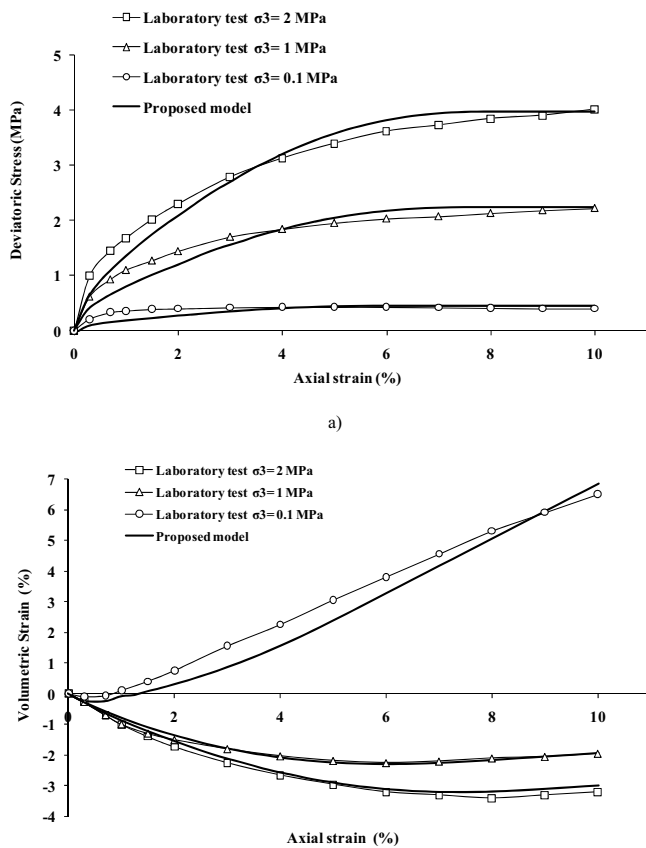 Laboratory test σ3= 2 MPa
Laboratory test σ3= 1 MPa
Laboratory test σ3= 0.1 MPa
Proposed model
Deviatoric Stress (MPa)
5
4
3
2
1
0
0 2 4 6 8 10
Axial strain (%)
a)
Laboratory test σ3= 2 MPa
Laboratory test σ3= 1 MPa
Laboratory test σ3= 0.1 MPa
Proposed model
Volumetric Strain (%)
7
6
5
4
3
2
1
0
-1
-2
-3
-4
0 2 4 6 8 10
Axial strain (%)